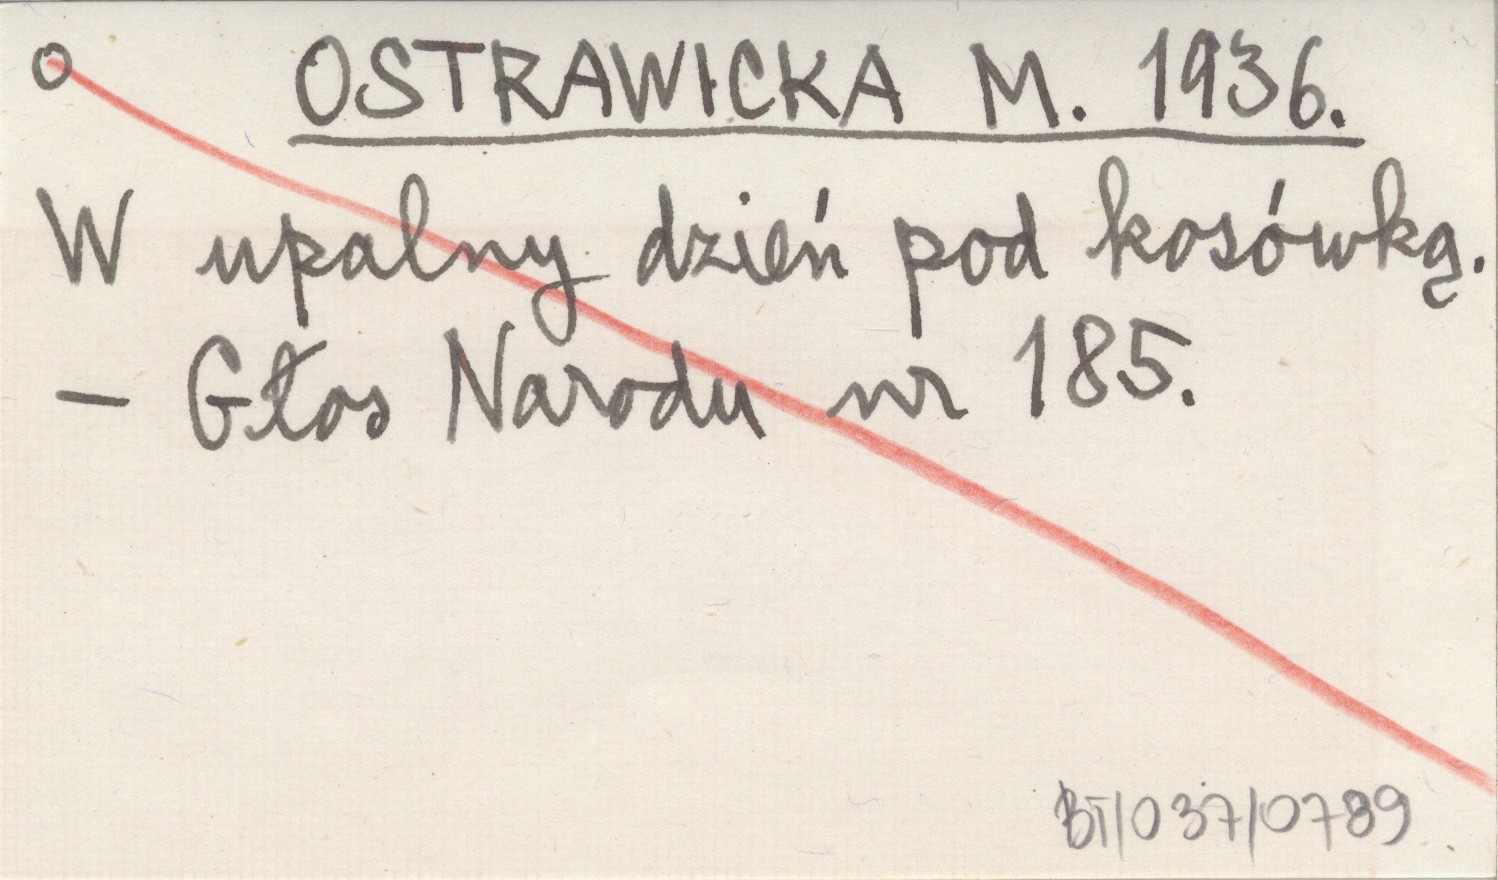 o OSTRAWICKA M. 1936.
W upalny dzień pod kosówką.
– Głos Narodu nr 185.
BT/037/0789